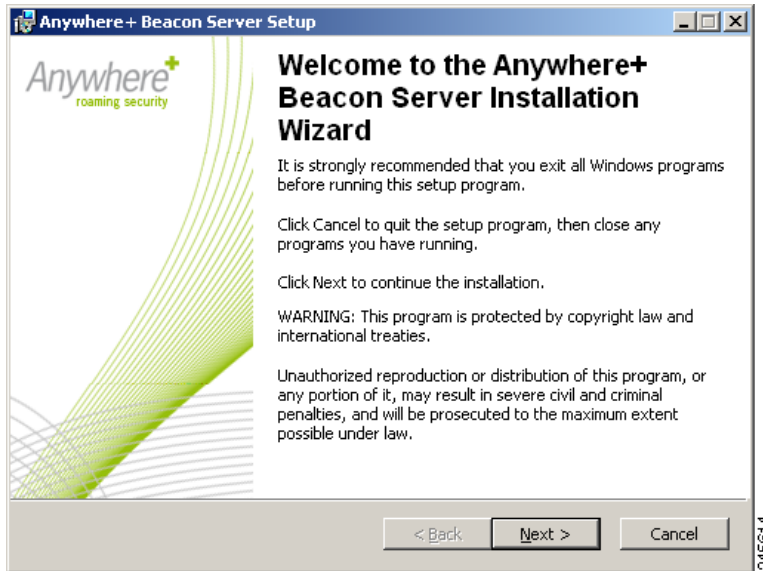 Anywhere+ Beacon Server Setup
Anywhere+
roaming security
Welcome to the Anywhere+
Beacon Server Installation
Wizard
It is strongly recommended that you exit all Windows programs
before running this setup program.
Click Cancel to quit the setup program, then close any
programs you have running.
Click Next to continue the installation.
WARNING: This program is protected by copyright law and
international treaties.
Unauthorized reproduction or distribution of this program, or
any portion of it, may result in severe civil and criminal
penalties, and will be prosecuted to the maximum extent
possible under law.
< Back
Next >
Cancel